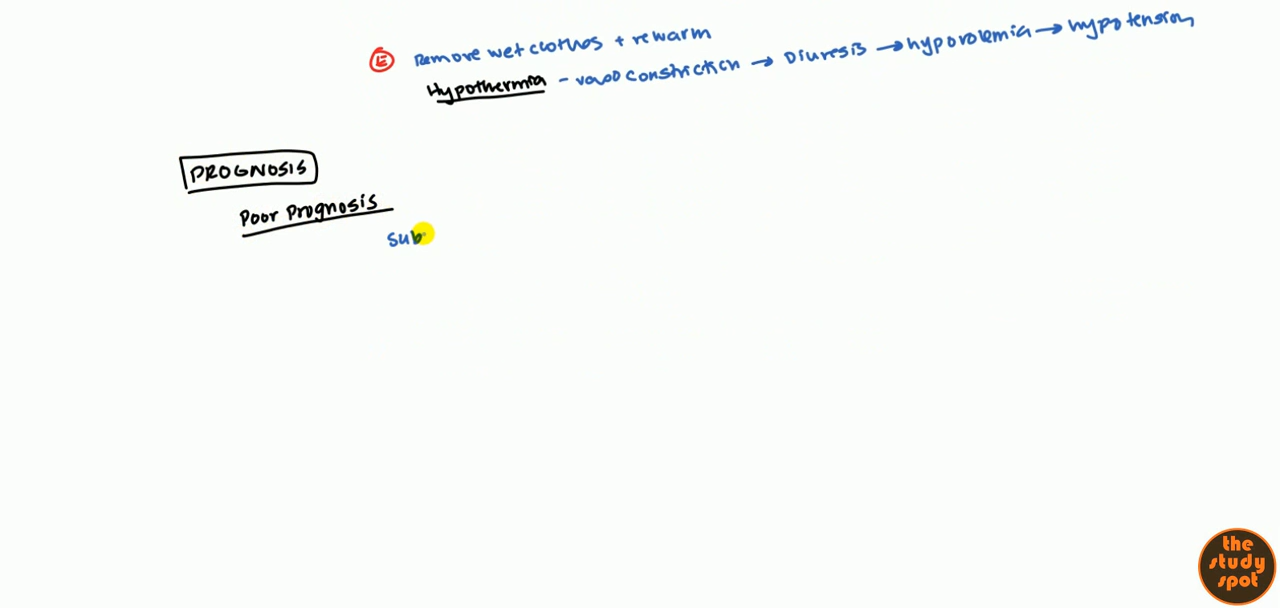 E Remove wet clothes + rewarm
Hypothermia - vasoconstriction → Diuresis → hypovolemia → hypotension
PROGNOSIS
Poor Prognosis
sub
the
study
spot